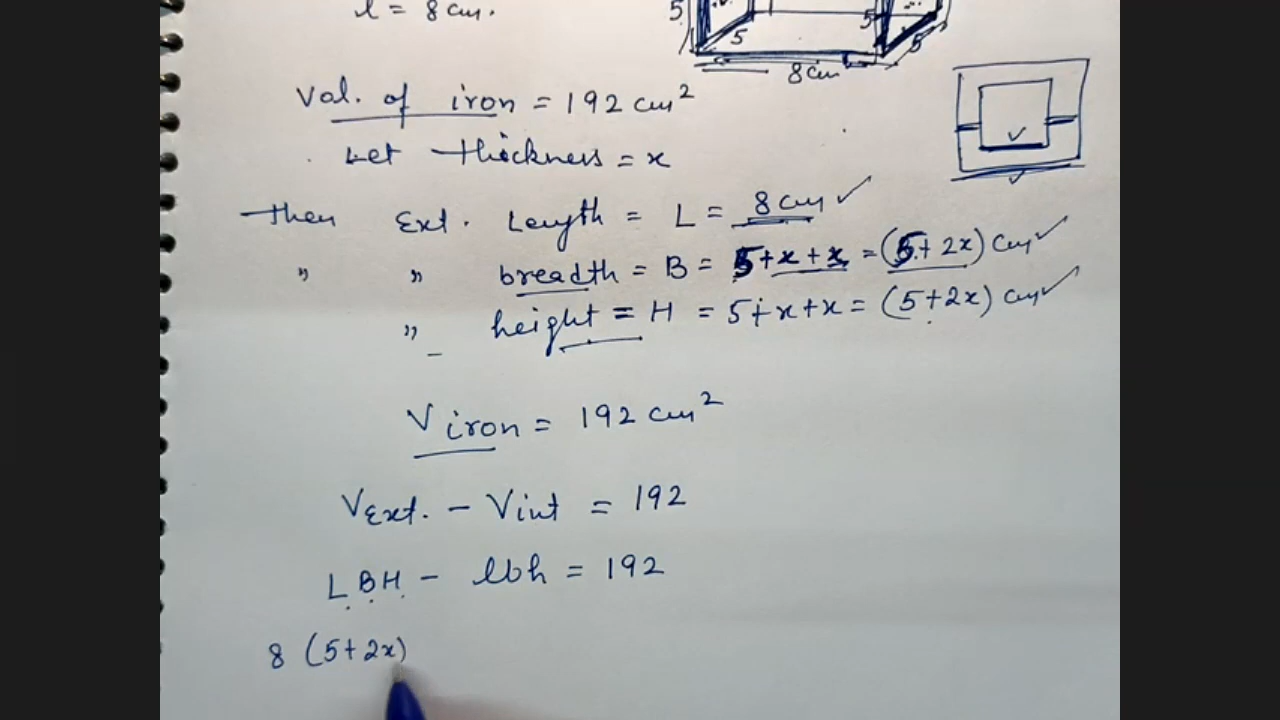 l = 8 cm.
5 5 5 5
8 cm
Vol. of iron = 192 cm²
Let thickness = x
Then Ext. Length = L = 8 cm ✓
" " breadth = B = 5+x+x = (5+2x) cm ✓
" height = H = 5+x+x = (5+2x) cm ✓
V iron = 192 cm²
VExt. - Vint = 192
LBH - lbh = 192
8 (5+2x)